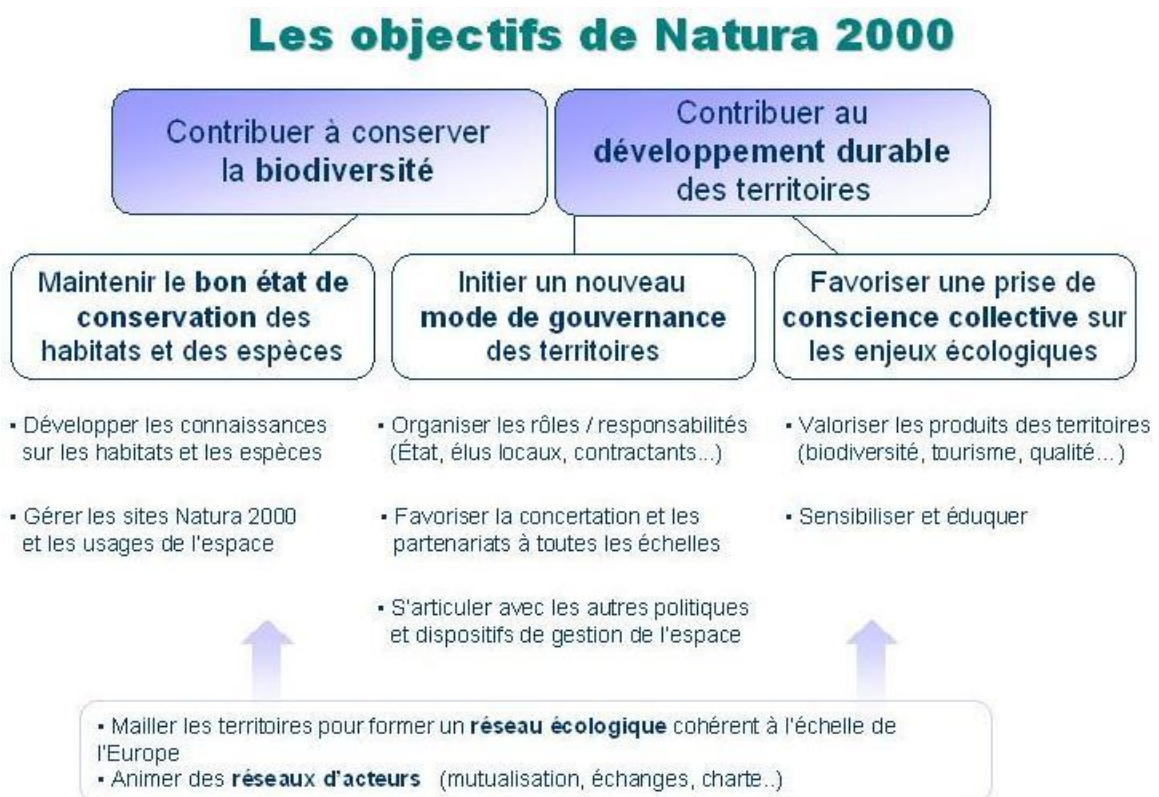 Les objectifs de Natura 2000
Contribuer à conserver
la biodiversité
Contribuer au
développement durable
des territoires
Maintenir le bon état de
conservation des
habitats et des espèces
Initier un nouveau
mode de gouvernance
des territoires
Favoriser une prise de
conscience collective sur
les enjeux écologiques
▪ Développer les connaissances
sur les habitats et les espèces
▪ Gérer les sites Natura 2000
et les usages de l'espace
▪ Organiser les rôles / responsabilités
(État, élus locaux, contractants...)
▪ Favoriser la concertation et les
partenariats à toutes les échelles
▪ S'articuler avec les autres politiques
et dispositifs de gestion de l'espace
▪ Valoriser les produits des territoires
(biodiversité, tourisme, qualité...)
▪ Sensibiliser et éduquer
▪ Mailler les territoires pour former un réseau écologique cohérent à l'échelle de
l'Europe
▪ Animer des réseaux d'acteurs (mutualisation, échanges, charte..)